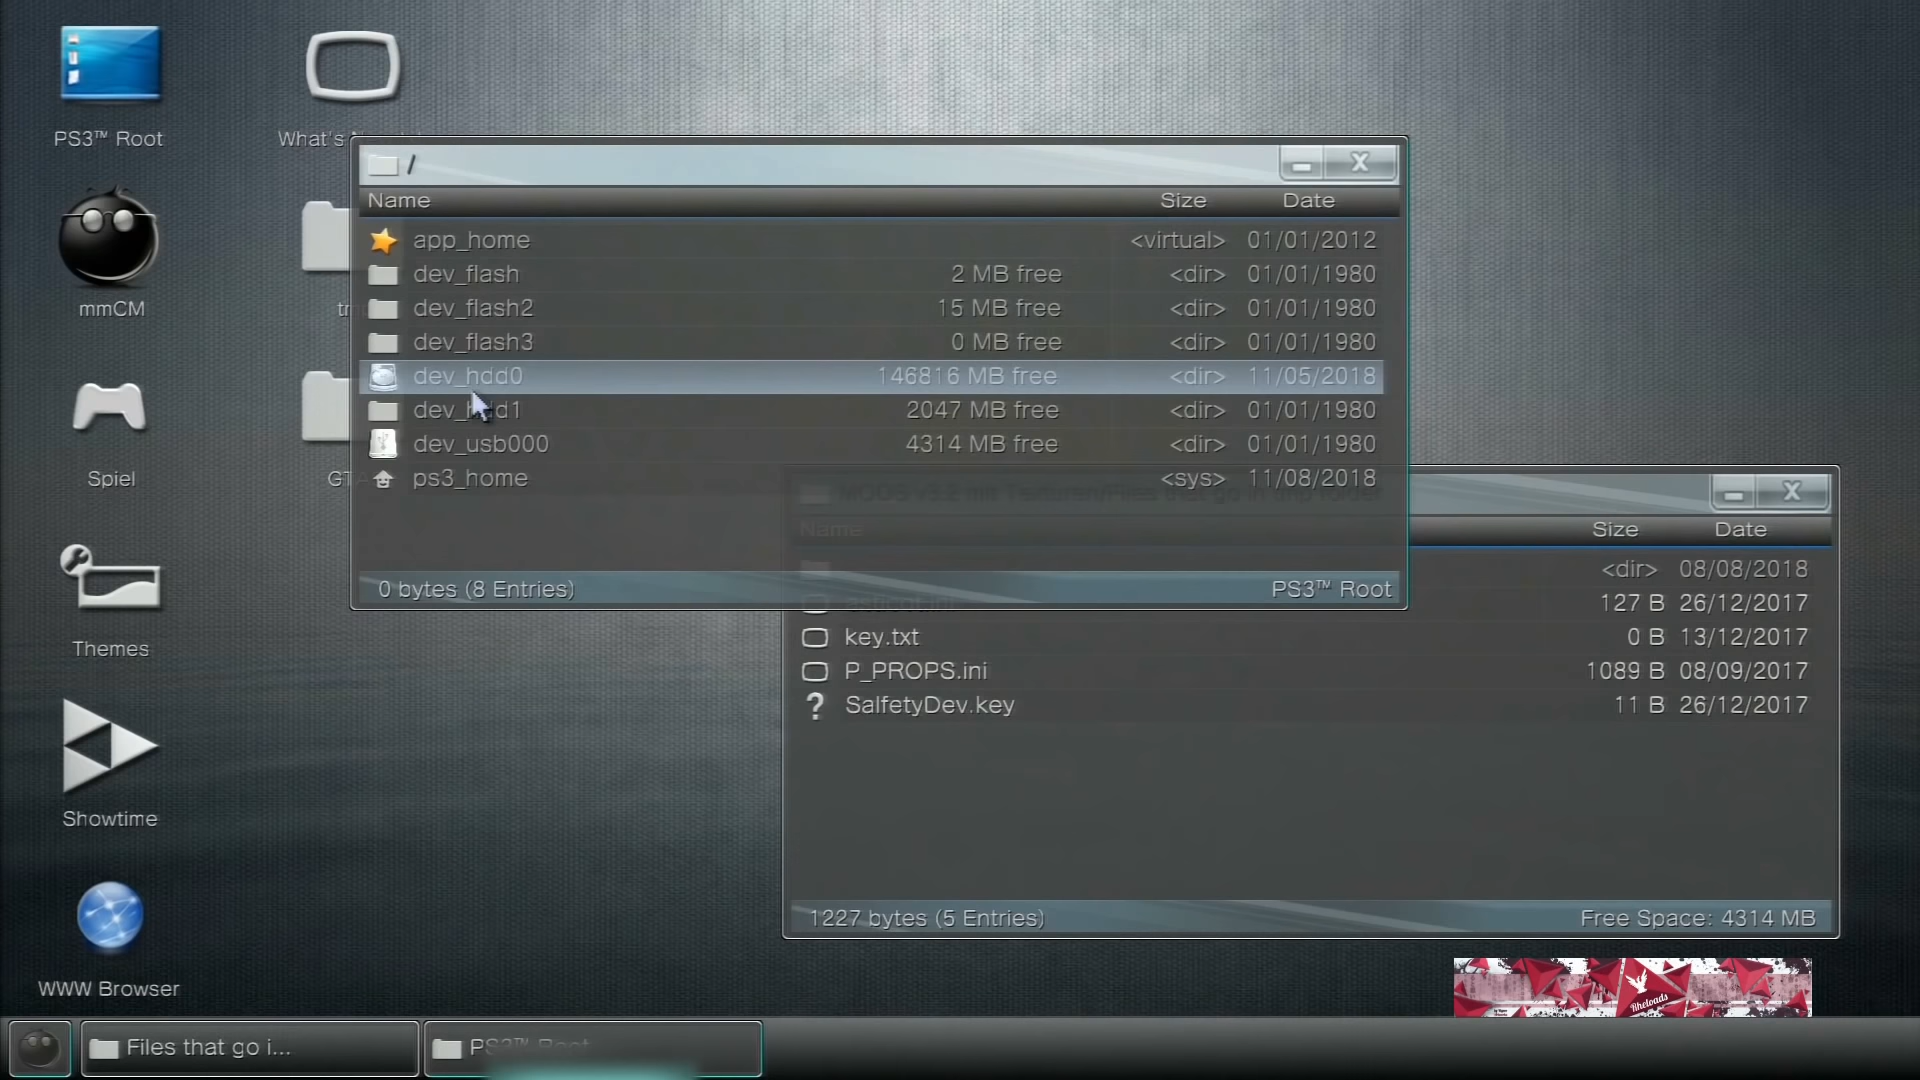 PS3™ Root
What's
mmCM
Spiel
Themes
Showtime
WWW Browser
/
Name Size Date
app_home <virtual> 01/01/2012
dev_flash 2 MB free <dir> 01/01/1980
dev_flash2 15 MB free <dir> 01/01/1980
dev_flash3 0 MB free <dir> 01/01/1980
dev_hdd0 146816 MB free <dir> 11/05/2018
dev_hdd1 2047 MB free <dir> 01/01/1980
dev_usb000 4314 MB free <dir> 01/01/1980
ps3_home <sys> 11/08/2018
0 bytes (8 Entries) PS3™ Root
Name Size Date
<dir> 08/08/2018
127 B 26/12/2017
key.txt 0 B 13/12/2017
P_PROPS.ini 1089 B 08/09/2017
SalfetyDev.key 11 B 26/12/2017
1227 bytes (5 Entries) Free Space: 4314 MB
Rheloads
Files that go i...
PS3™ Root